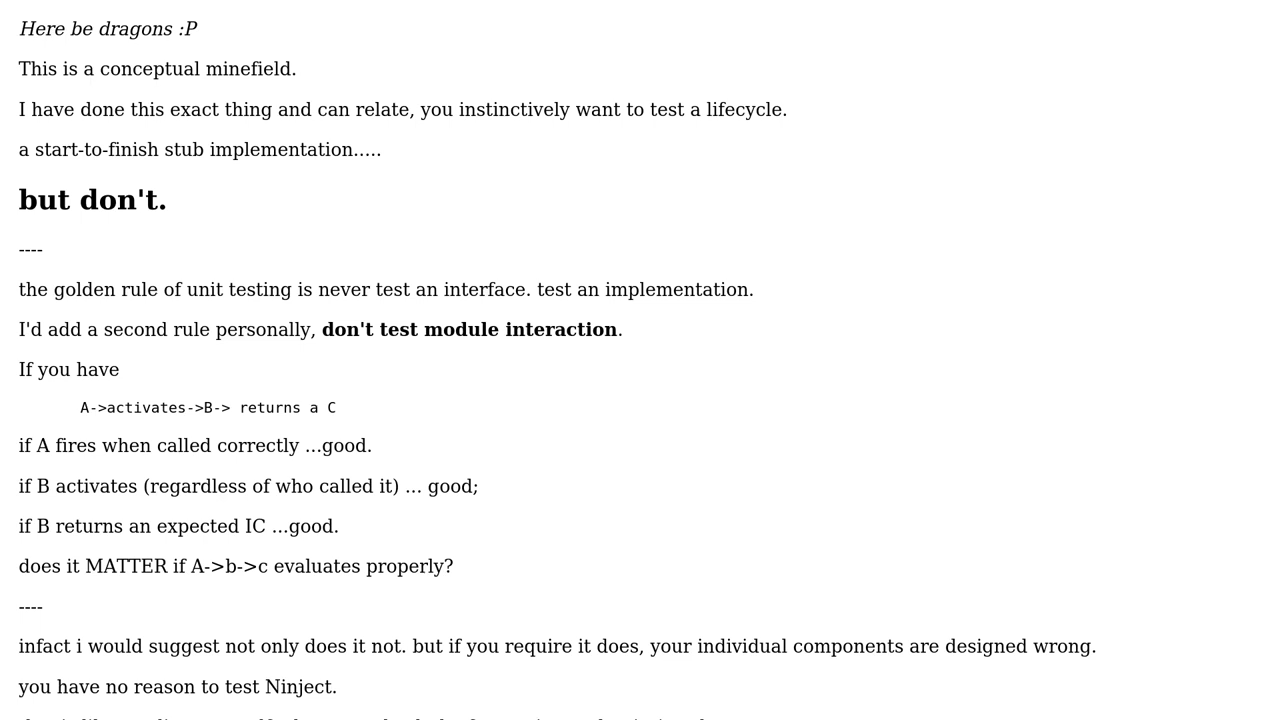 Here be dragons :P
This is a conceptual minefield.
I have done this exact thing and can relate, you instinctively want to test a lifecycle.
a start-to-finish stub implementation.....
but don't.
----
the golden rule of unit testing is never test an interface. test an implementation.
I'd add a second rule personally, don't test module interaction.
If you have
A->activates->B-> returns a C
if A fires when called correctly ...good.
if B activates (regardless of who called it) ... good;
if B returns an expected IC ...good.
does it MATTER if A->b->c evaluates properly?
----
infact i would suggest not only does it not. but if you require it does, your individual components are designed wrong.
you have no reason to test Ninject.